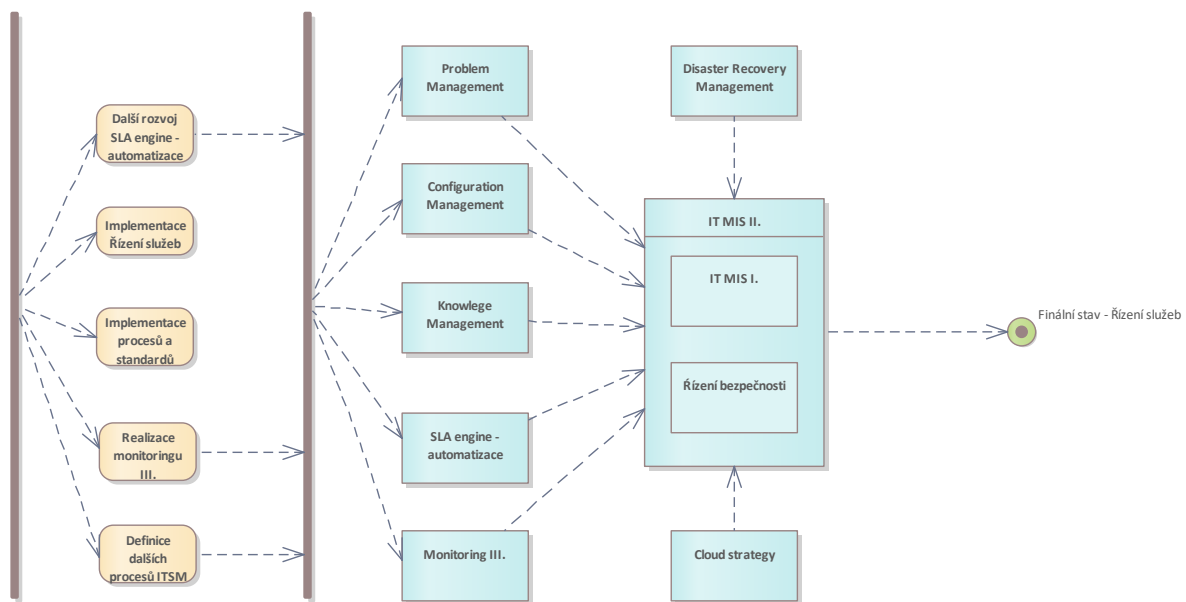 Další rozvoj
SLA engine -
automatizace
Implementace
Řízení služeb
Implementace
procesů a
standardů
Realizace
monitoringu
III.
Definice
dalších
procesů ITSM
Problem
Management
Configuration
Management
Knowlege
Management
SLA engine -
automatizace
Monitoring III.
Disaster Recovery
Management
IT MIS II.
IT MIS I.
Řízení bezpečnosti
Cloud strategy
Finální stav - Řízení služeb